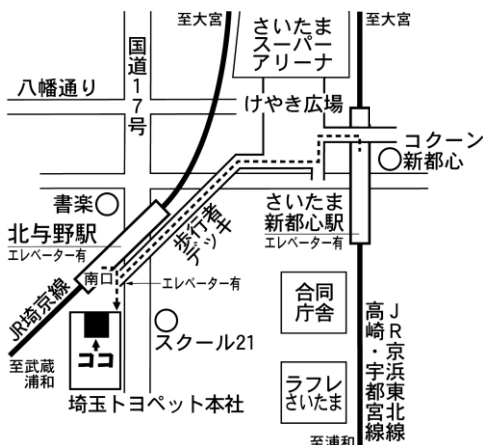 至大宮
国道17号
さいたま
スーパー
アリーナ
至大宮
八幡通り
けやき広場
コクーン
新都心
書楽
さいたま
新都心駅
エレベーター有
北与野駅
エレベーター有
歩行者
デッキ
南口
エレベーター有
JR埼京線
合同
庁舎
JR京浜東北線
高崎・宇都宮線
スクール21
至武蔵
浦和
ココ
ラフレ
さいたま
埼玉トヨペット本社
至浦和